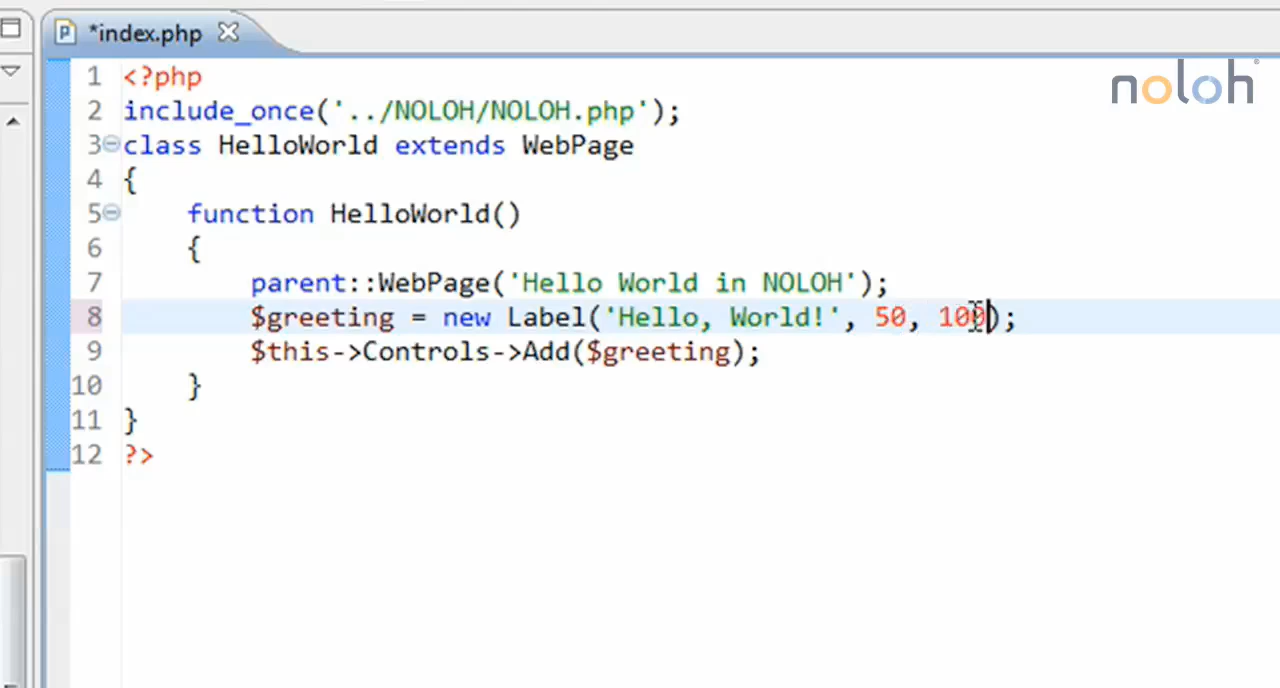 *index.php
noloh
1 <?php
2 include_once('../NOLOH/NOLOH.php');
3 class HelloWorld extends WebPage
4 {
5 function HelloWorld()
6 {
7 parent::WebPage('Hello World in NOLOH');
8 $greeting = new Label('Hello, World!', 50, 100);
9 $this->Controls->Add($greeting);
10 }
11 }
12 ?>